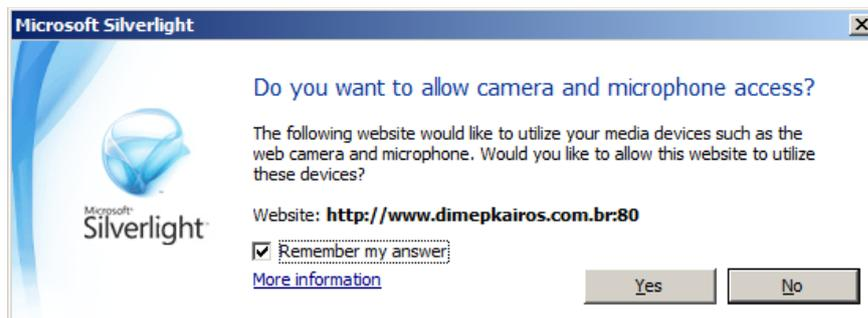 Microsoft Silverlight
Do you want to allow camera and microphone access?
The following website would like to utilize your media devices such as the
web camera and microphone. Would you like to allow this website to utilize
these devices?
Microsoft®
Silverlight
Website: http://www.dimepkairos.com.br:80
Remember my answer
More information
Yes
No